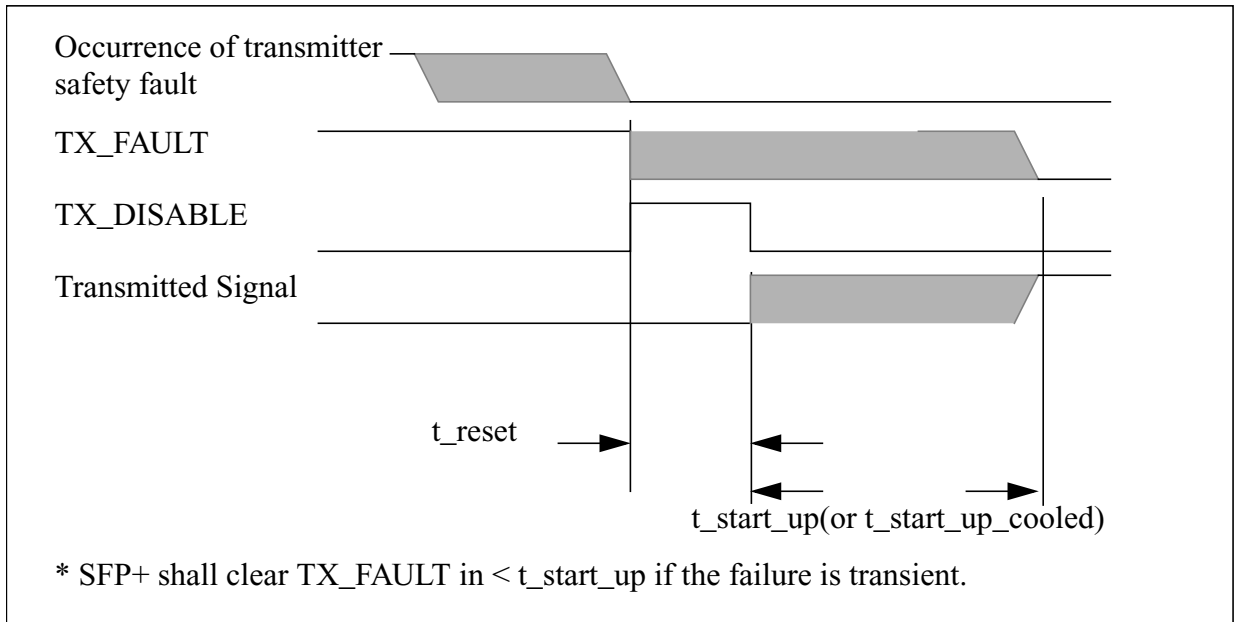 Occurrence of transmitter
safety fault
TX_FAULT
TX_DISABLE
Transmitted Signal
t_reset
t_start_up(or t_start_up_cooled)
* SFP+ shall clear TX_FAULT in < t_start_up if the failure is transient.